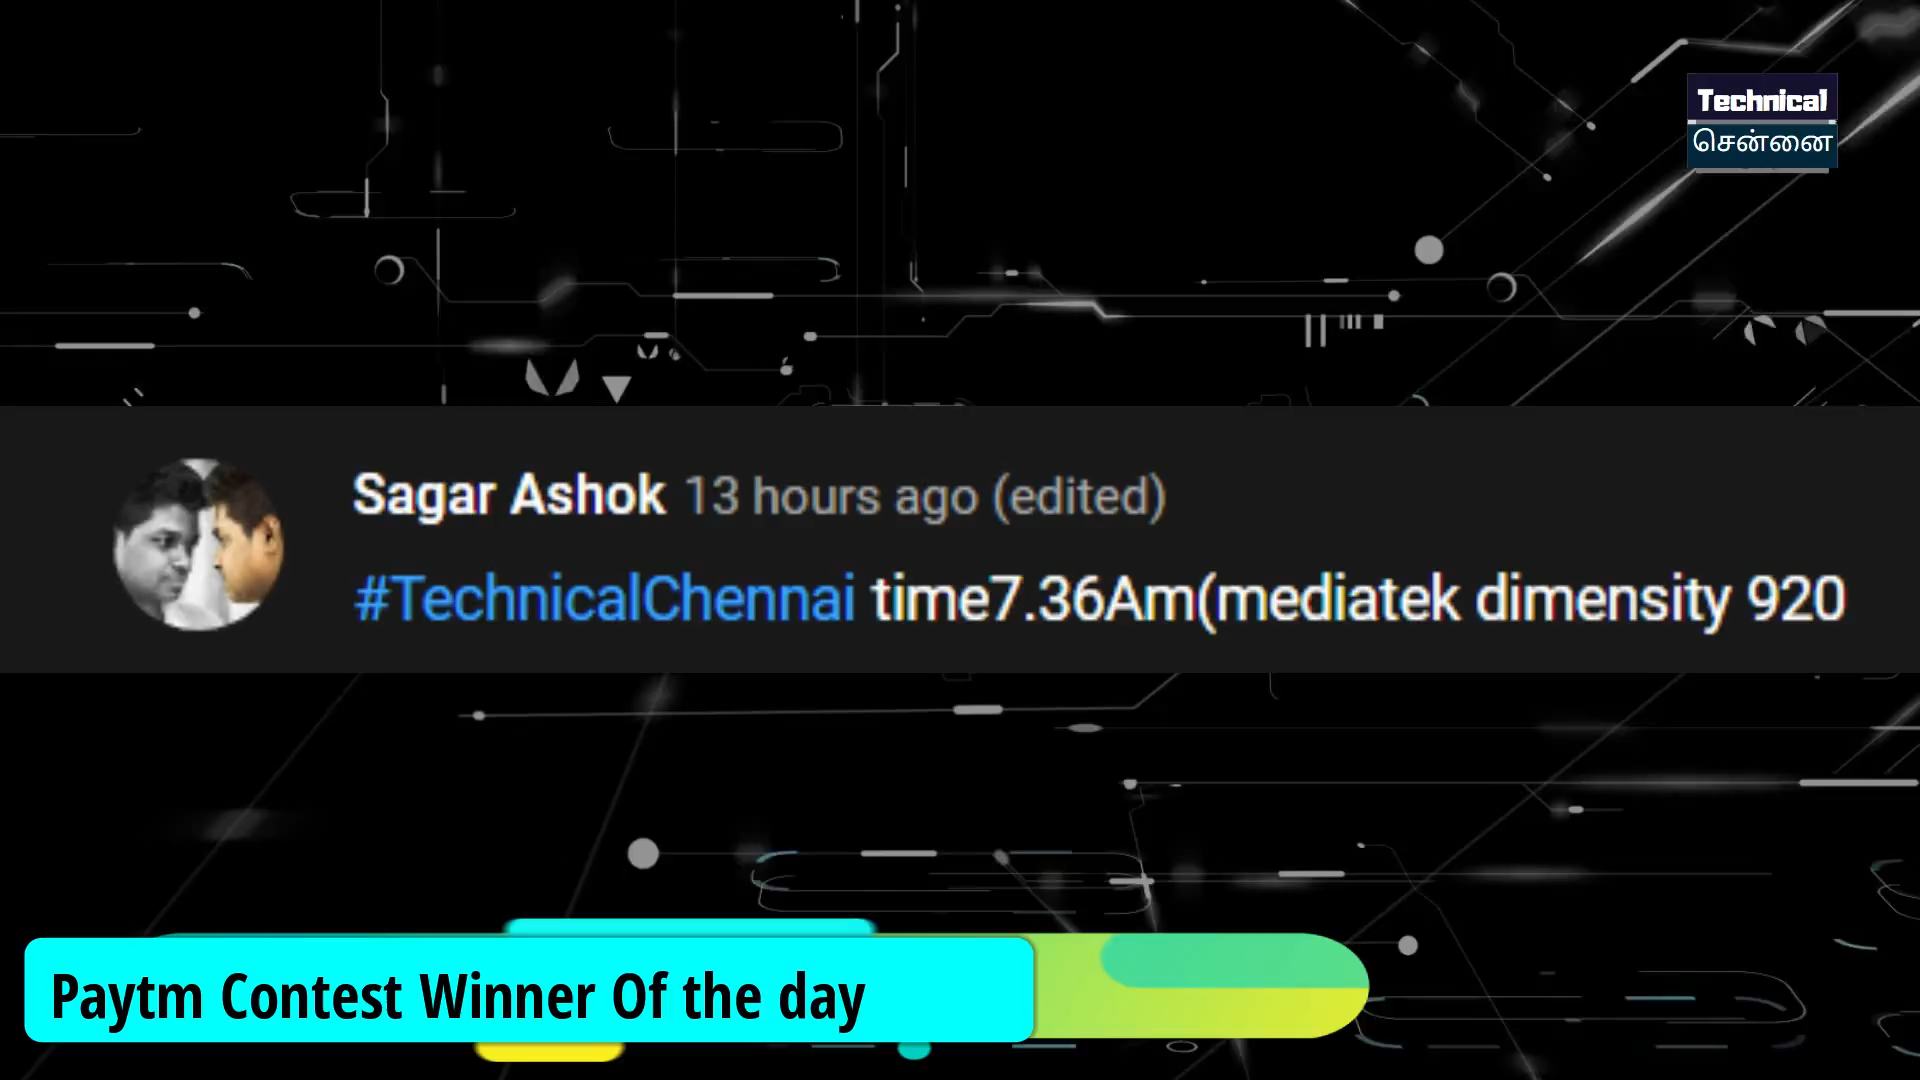 Technical
சென்னை
Sagar Ashok 13 hours ago (edited)
#TechnicalChennai time7.36Am(mediatek dimensity 920
Paytm Contest Winner Of the day